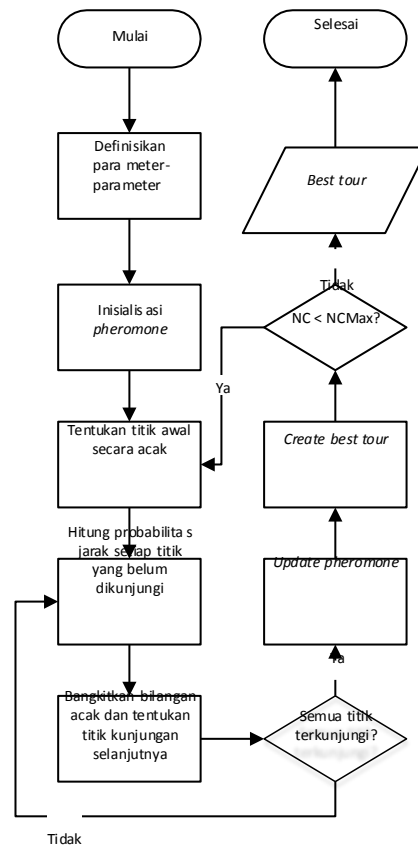 Mulai
Definisikan
para meter-
parameter
Inisialis asi
pheromone
Tentukan titik awal
secara acak
Hitung probabilita s
jarak setiap titik
yang belum
dikunjungi
Bangkitkan bilangan
acak dan tentukan
titik kunjungan
selanjutnya
Semua titik
terkunjungi?
Tidak
Ya
Update pheromone
Create best tour
NC < NCMax?
Ya
Tidak
Best tour
Selesai